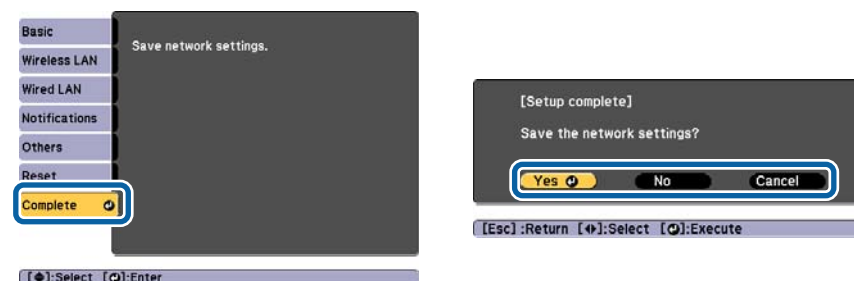 Basic
Wireless LAN
Wired LAN
Notifications
Others
Reset
Complete
Save network settings.
[◆]:Select [⏎]:Enter
[Setup complete]
Save the network settings?
Yes No Cancel
[Esc] :Return [◆]:Select [⏎]:Execute